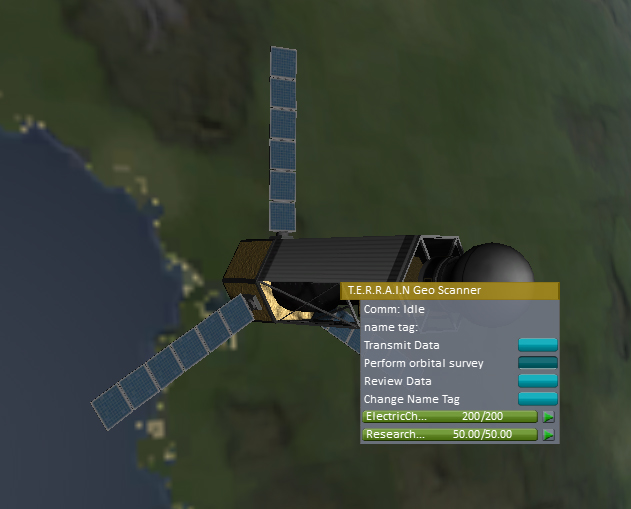 T.E.R.R.A.I.N Geo Scanner
Comm: Idle
name tag:
Transmit Data
Perform orbital survey
Review Data
Change Name Tag
ElectricCh... 200/200
Research... 50.00/50.00